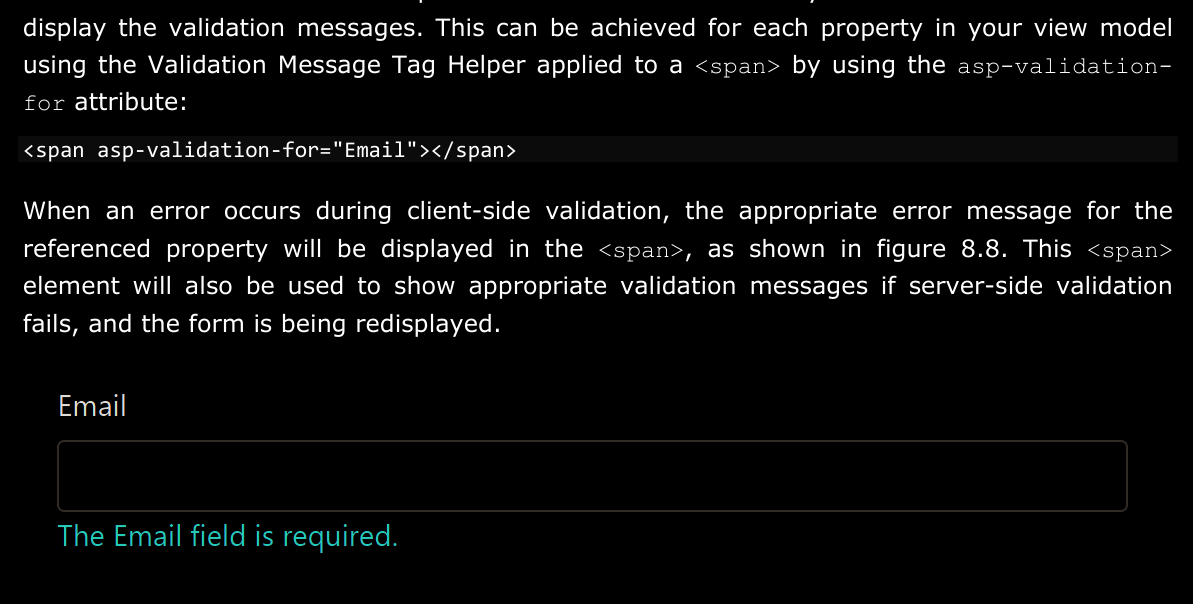 display the validation messages. This can be achieved for each property in your view model
using the Validation Message Tag Helper applied to a <span> by using the asp-validation-
for attribute:
<span asp-validation-for="Email"></span>
When an error occurs during client-side validation, the appropriate error message for the
referenced property will be displayed in the <span>, as shown in figure 8.8. This <span>
element will also be used to show appropriate validation messages if server-side validation
fails, and the form is being redisplayed.
Email
The Email field is required.